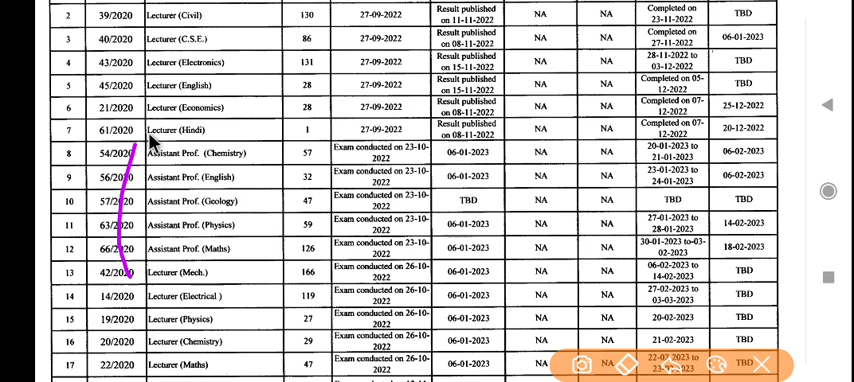 2 39/2020 Lecturer (Civil) 130 27-09-2022 Result published on 11-11-2022 NA NA Completed on 23-11-2022 TBD
3 40/2020 Lecturer (C.S.E.) 86 27-09-2022 Result published on 08-11-2022 NA NA Completed on 27-11-2022 06-01-2023
4 43/2020 Lecturer (Electronics) 131 27-09-2022 Result published on 15-11-2022 NA NA 28-11-2022 to 03-12-2022 TBD
5 45/2020 Lecturer (English) 28 27-09-2022 Result published on 15-11-2022 NA NA Completed on 05-12-2022 TBD
6 21/2020 Lecturer (Economics) 28 27-09-2022 Result published on 08-11-2022 NA NA Completed on 07-12-2022 25-12-2022
7 61/2020 Lecturer (Hindi) 1 27-09-2022 Result published on 08-11-2022 NA NA Completed on 07-12-2022 20-12-2022
8 54/2020 Assistant Prof. (Chemistry) 57 Exam conducted on 23-10-2022 06-01-2023 NA NA 20-01-2023 to 21-01-2023 06-02-2023
9 56/2020 Assistant Prof. (English) 32 Exam conducted on 23-10-2022 06-01-2023 NA NA 23-01-2023 to 24-01-2023 06-02-2023
10 57/2020 Assistant Prof. (Geology) 47 Exam conducted on 23-10-2022 TBD NA NA TBD TBD
11 63/2020 Assistant Prof. (Physics) 59 Exam conducted on 23-10-2022 06-01-2023 NA NA 27-01-2023 to 28-01-2023 14-02-2023
12 66/2020 Assistant Prof. (Maths) 126 Exam conducted on 23-10-2022 06-01-2023 NA NA 30-01-2023 to-03-02-2023 18-02-2023
13 42/2020 Lecturer (Mech.) 166 Exam conducted on 26-10-2022 06-01-2023 NA NA 06-02-2023 to 14-02-2023 TBD
14 14/2020 Lecturer (Electrical ) 119 Exam conducted on 26-10-2022 06-01-2023 NA NA 27-02-2023 to 03-03-2023 TBD
15 19/2020 Lecturer (Physics) 27 Exam conducted on 26-10-2022 06-01-2023 NA NA 20-02-2023 TBD
16 20/2020 Lecturer (Chemistry) 29 Exam conducted on 26-10-2022 06-01-2023 NA NA 21-02-2023 TBD
17 22/2020 Lecturer (Maths) 47 Exam conducted on 26-10-2022 06-01-2023 NA NA 22-02-2023 to TBD